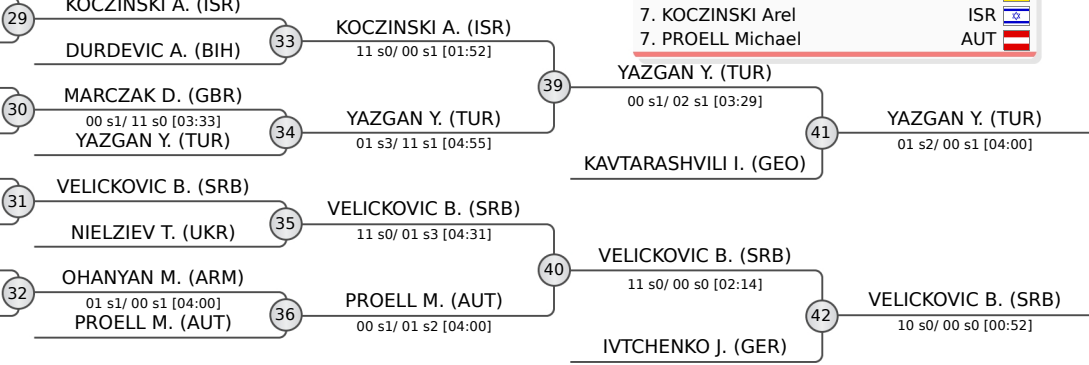 KOCZINSKI A. (ISR)
29
DURDEVIC A. (BIH)
33
KOCZINSKI A. (ISR)
11 s0/ 00 s1 [01:52]
7. KOCZINSKI Arel ISR
7. PROELL Michael AUT
MARCZAK D. (GBR)
30
00 s1/ 11 s0 [03:33]
YAZGAN Y. (TUR)
34
YAZGAN Y. (TUR)
01 s3/ 11 s1 [04:55]
39
YAZGAN Y. (TUR)
00 s1/ 02 s1 [03:29]
41
KAVTARASHVILI I. (GEO)
YAZGAN Y. (TUR)
01 s2/ 00 s1 [04:00]
VELICKOVIC B. (SRB)
31
NIELZIEV T. (UKR)
35
VELICKOVIC B. (SRB)
11 s0/ 01 s3 [04:31]
OHANYAN M. (ARM)
32
01 s1/ 00 s1 [04:00]
PROELL M. (AUT)
36
PROELL M. (AUT)
00 s1/ 01 s2 [04:00]
40
VELICKOVIC B. (SRB)
11 s0/ 00 s0 [02:14]
42
IVTCHENKO J. (GER)
VELICKOVIC B. (SRB)
10 s0/ 00 s0 [00:52]